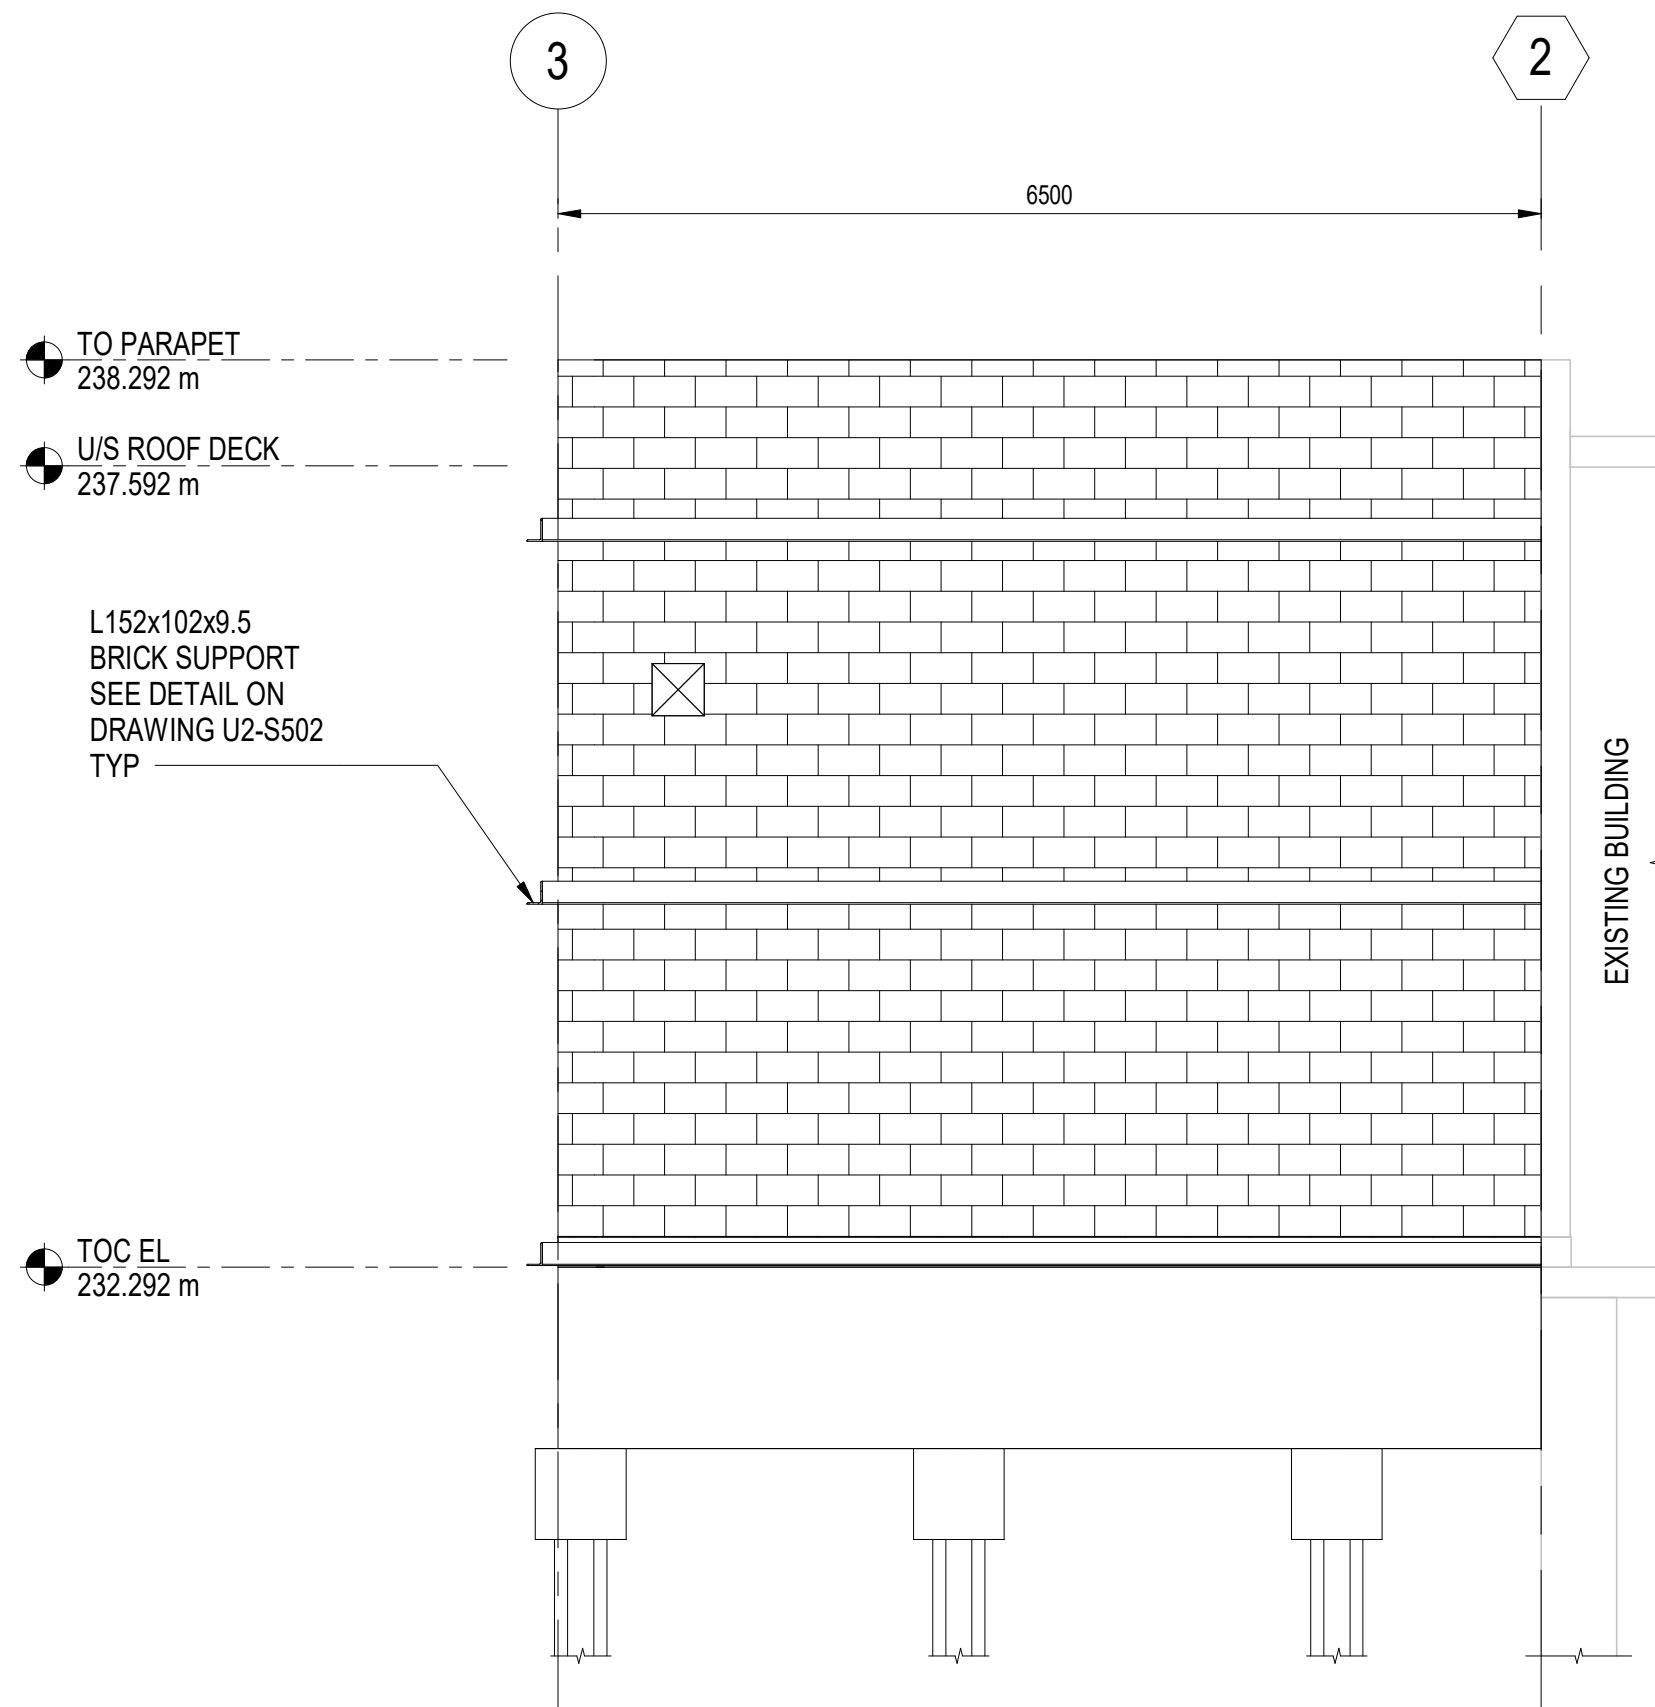 3
2
6500
TO PARAPET
238.292 m
U/S ROOF DECK
237.592 m
L152x102x9.5
BRICK SUPPORT
SEE DETAIL ON
DRAWING U2-S502
TYP
EXISTING BUILDING
TOC EL
232.292 m